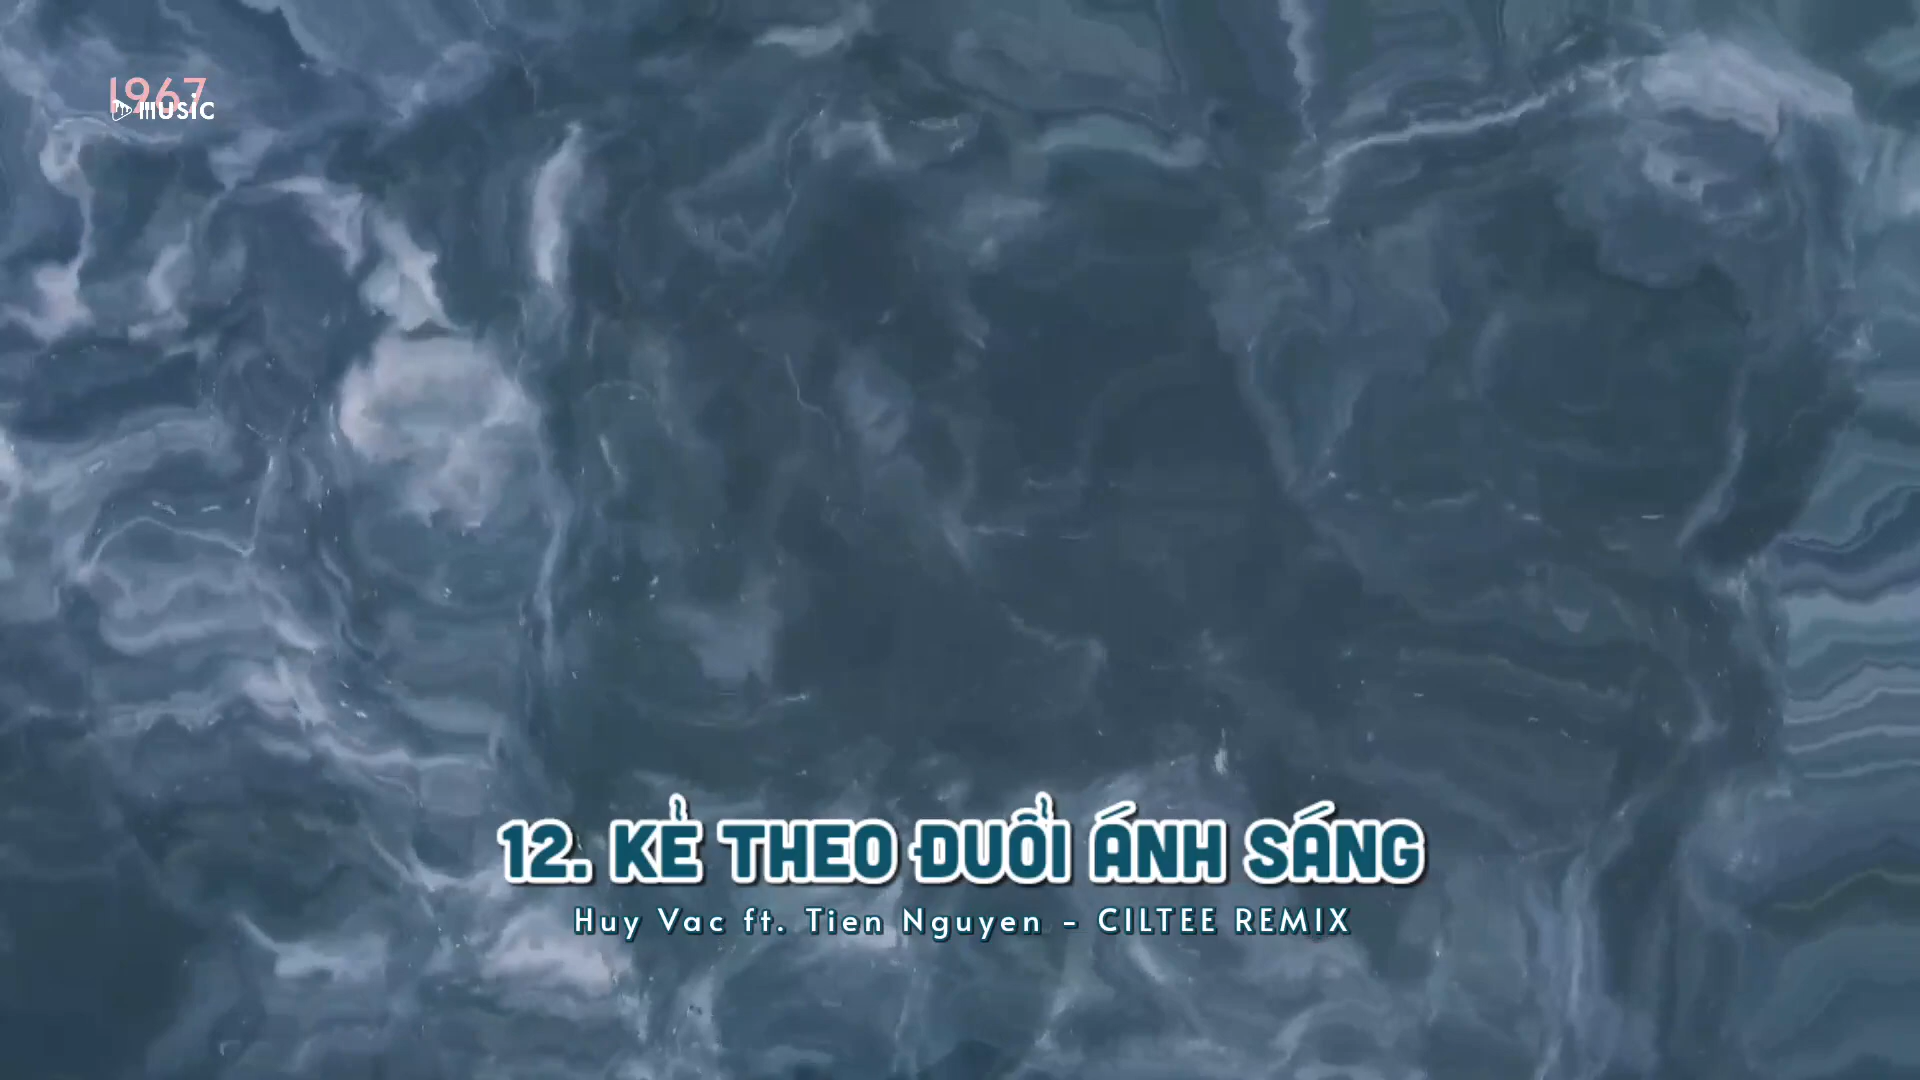 1967
MUSIC
12. KẺ THEO ĐUỔI ÁNH SÁNG
Huy Vac ft. Tien Nguyen - CILTEE REMIX